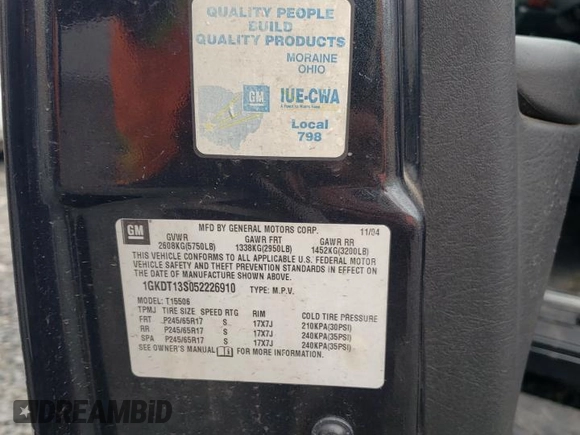 QUALITY PEOPLE
BUILD
QUALITY PRODUCTS
MORAINE
OHIO
GM IUE-CWA
Local
798
GM MFD BY GENERAL MOTORS CORP. 11/04
GVWR GAWR FRT GAWR RR
2608KG(5750LB) 1338KG(2950LB) 1452KG(3200LB)
THIS VEHICLE CONFORMS TO ALL APPLICABLE U.S. FEDERAL MOTOR
VEHICLE SAFETY AND THEFT PREVENTION STANDARDS IN EFFECT ON
THE DATE OF MANUFACTURE SHOWN ABOVE.
1GKDT13S052226910 TYPE: M.P.V.
MODEL: T15506
TPMJ TIRE SIZE SPEED RTG RIM COLD TIRE PRESSURE
FRT P245/65R17 S 17X7J 210KPA(30PSI)
RR P245/65R17 S 17X7J 240KPA(35PSI)
SPA P245/65R17 S 17X7J 240KPA(35PSI)
SEE OWNER'S MANUAL FOR MORE INFORMATION.
DREAMBID